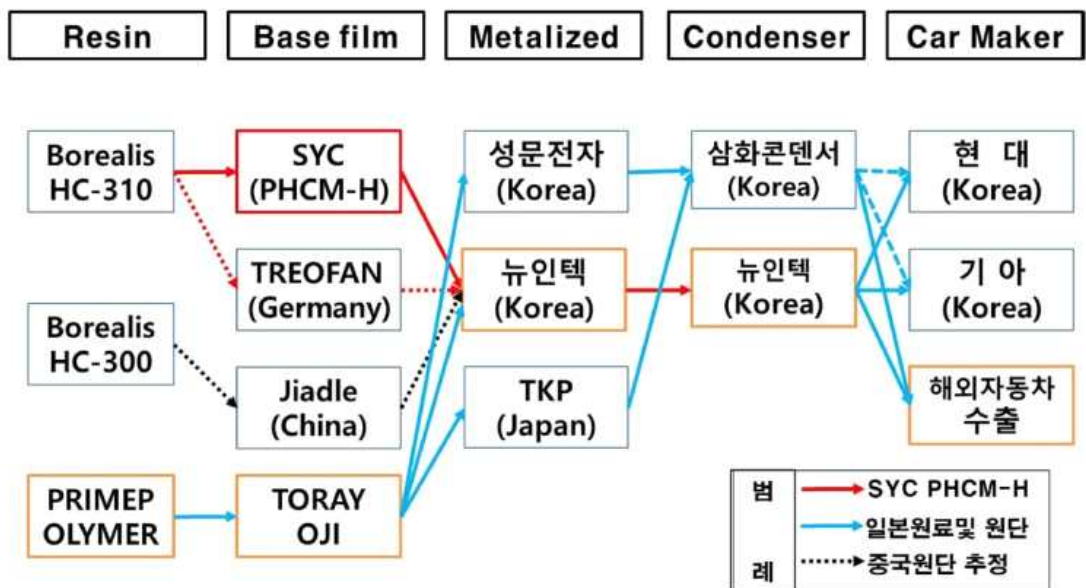 Resin
Base film
Metalized
Condenser
Car Maker
Borealis
HC-310
SYC
(PHCM-H)
성문전자
(Korea)
삼화콘덴서
(Korea)
현 대
(Korea)
TREOFAN
(Germany)
뉴인텍
(Korea)
뉴인텍
(Korea)
기 아
(Korea)
Borealis
HC-300
Jiadle
(China)
TKP
(Japan)
해외자동차
수출
PRIMEP
OLYMER
TORAY
OJI
범
례
SYC PHCM-H
일본원료및 원단
중국원단 추정